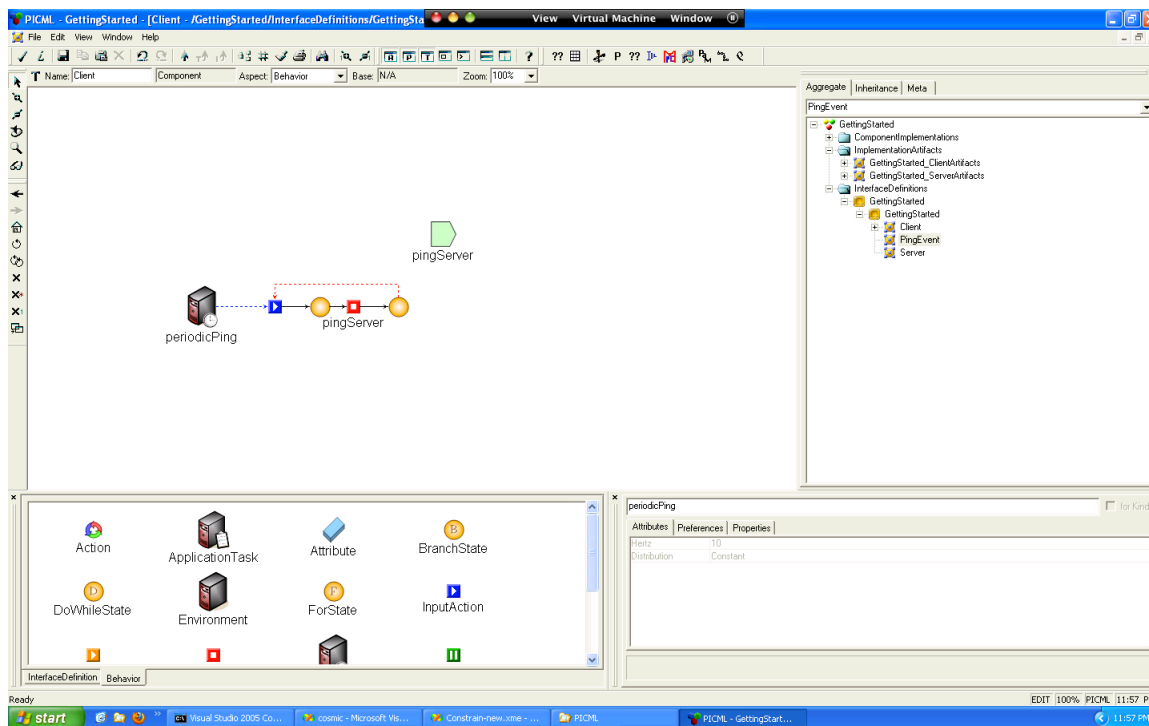 PICML - GettingStarted - [Client - /GettingStarted/InterfaceDefinitions/GettingSta
View Virtual Machine Window
File Edit View Window Help
Name: Client Component Aspect: Behavior Base: N/A Zoom: 100%
Aggregate Inheritance Meta
PingEvent
GettingStarted
ComponentImplementations
ImplementationArtifacts
GettingStarted_ClientArtifacts
GettingStarted_ServerArtifacts
InterfaceDefinitions
GettingStarted
GettingStarted
Client
PingEvent
Server
pingServer
pingServer
periodicPing
Action
ApplicationTask
Attribute
BranchState
DoWhileState
Environment
ForState
InputAction
InterfaceDefinition Behavior
periodicPing for Kind
Attributes Preferences Properties
Hertz 10
Distribution Constant
Ready EDIT 100% PICML 11:57 P
start Visual Studio 2005 Co... cosmic - Microsoft Vis... Constrain-new.xme - ... PICML PICML - GettingStart... 11:57 PM